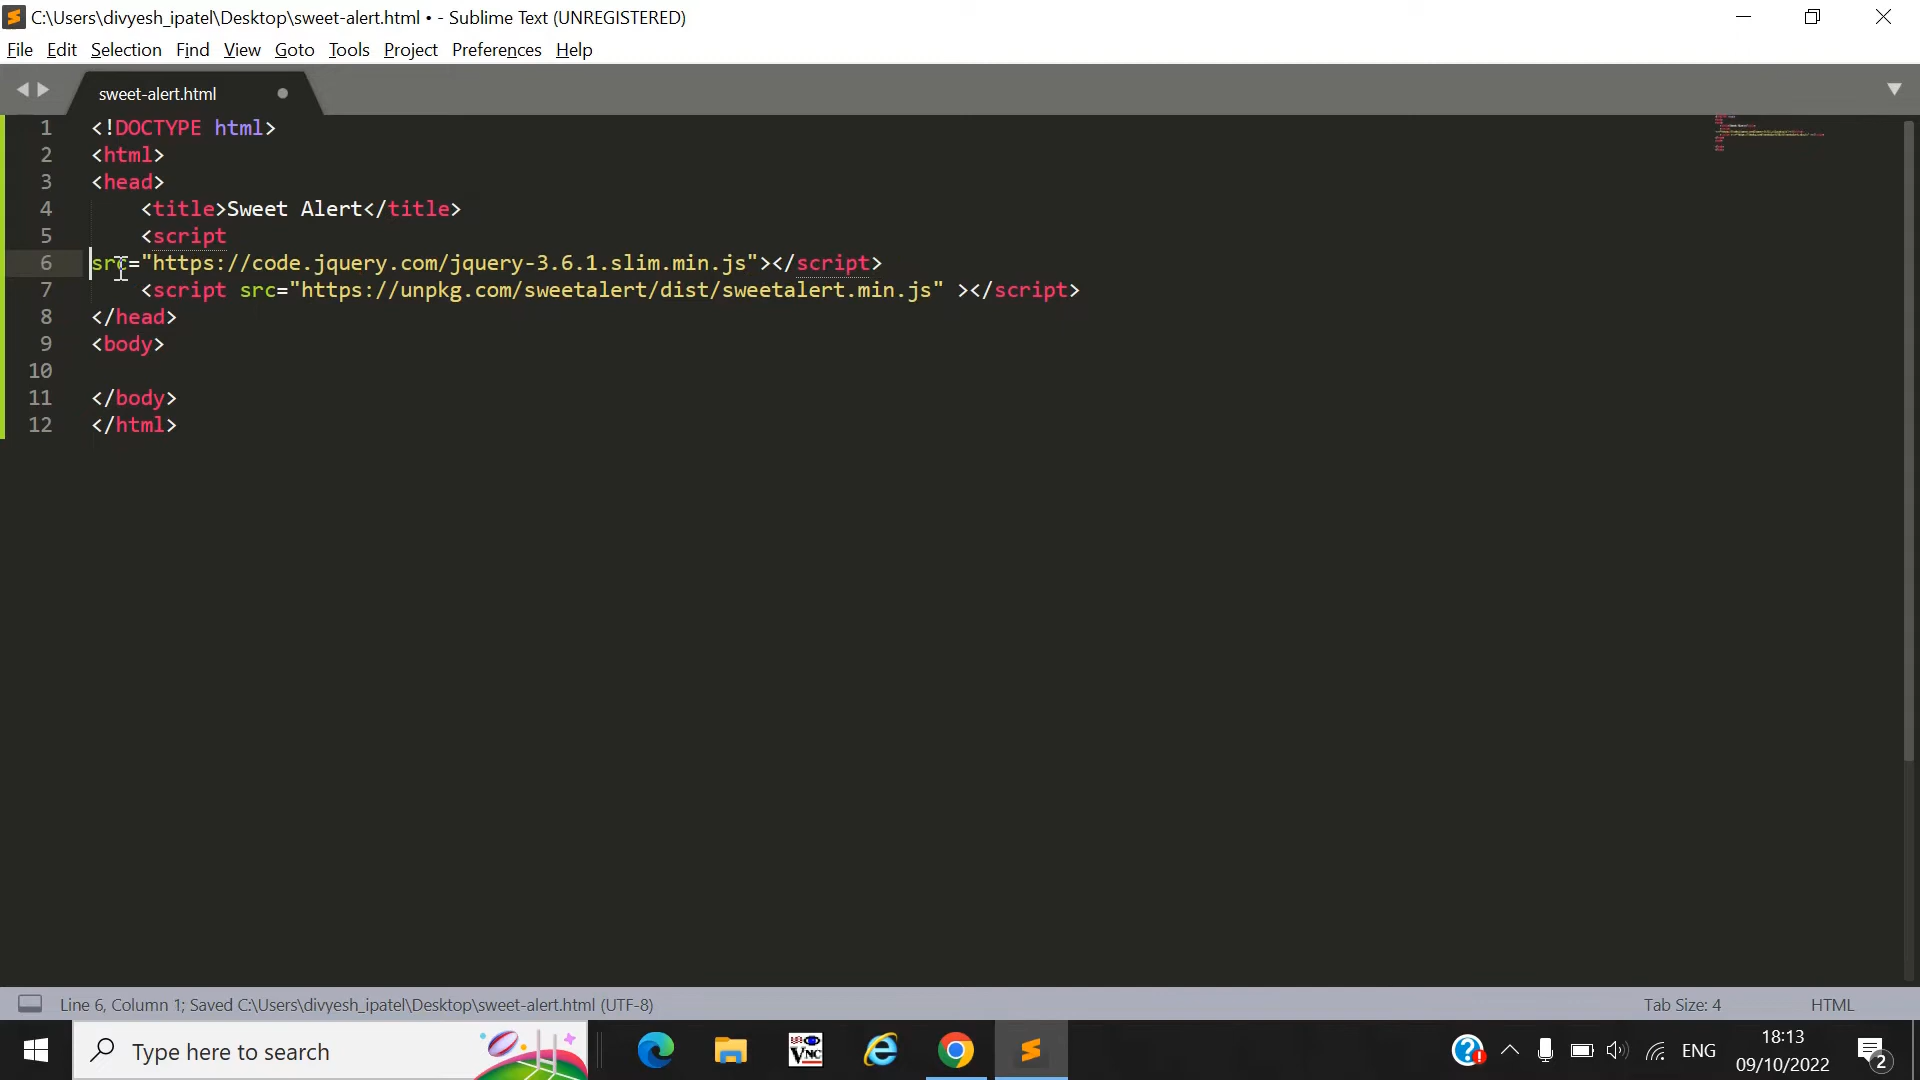 C:\Users\divyesh_ipatel\Desktop\sweet-alert.html • - Sublime Text (UNREGISTERED)
File Edit Selection Find View Goto Tools Project Preferences Help
sweet-alert.html
1 <!DOCTYPE html>
2 <html>
3 <head>
4 <title>Sweet Alert</title>
5 <script
6 src="https://code.jquery.com/jquery-3.6.1.slim.min.js"></script>
7 <script src="https://unpkg.com/sweetalert/dist/sweetalert.min.js" ></script>
8 </head>
9 <body>
10
11 </body>
12 </html>
Line 6, Column 1; Saved C:\Users\divyesh_ipatel\Desktop\sweet-alert.html (UTF-8) Tab Size: 4 HTML
Type here to search ENG 18:13
09/10/2022 2